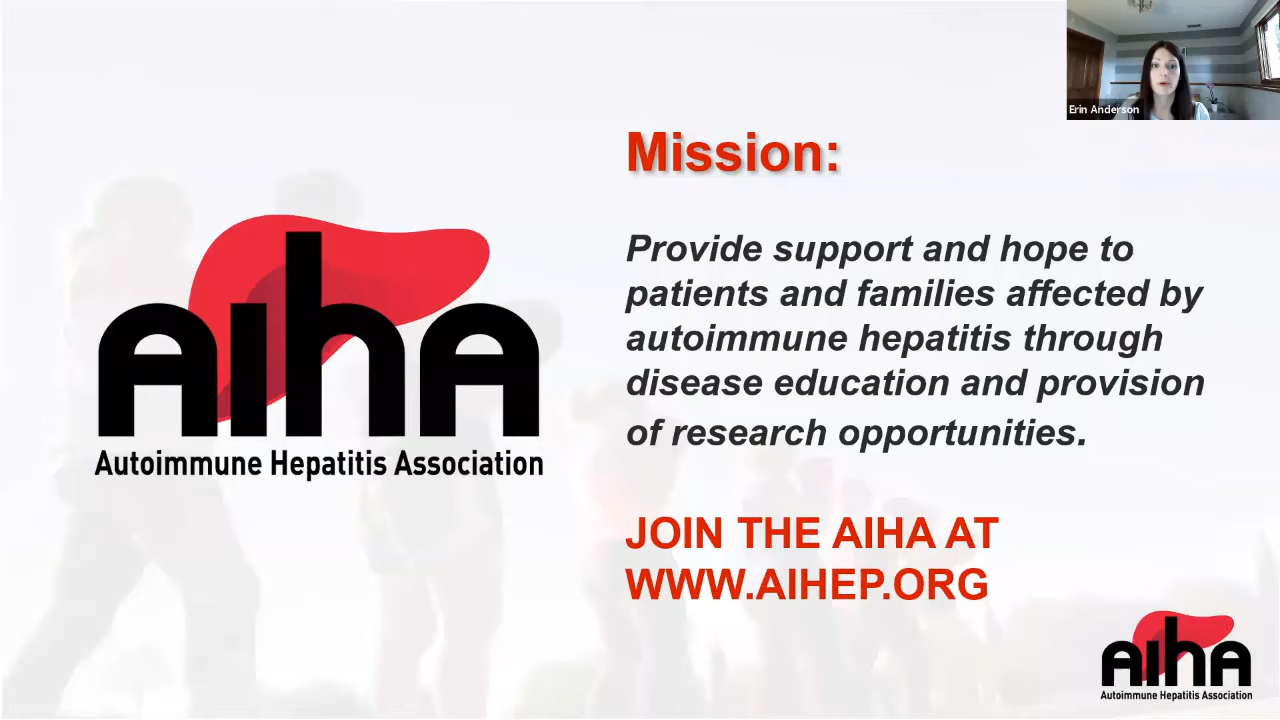 Erin Anderson
Mission:
Provide support and hope to
patients and families affected by
autoimmune hepatitis through
disease education and provision
of research opportunities.
AihA
Autoimmune Hepatitis Association
JOIN THE AIHA AT
WWW.AIHEP.ORG
AihA
Autoimmune Hepatitis Association